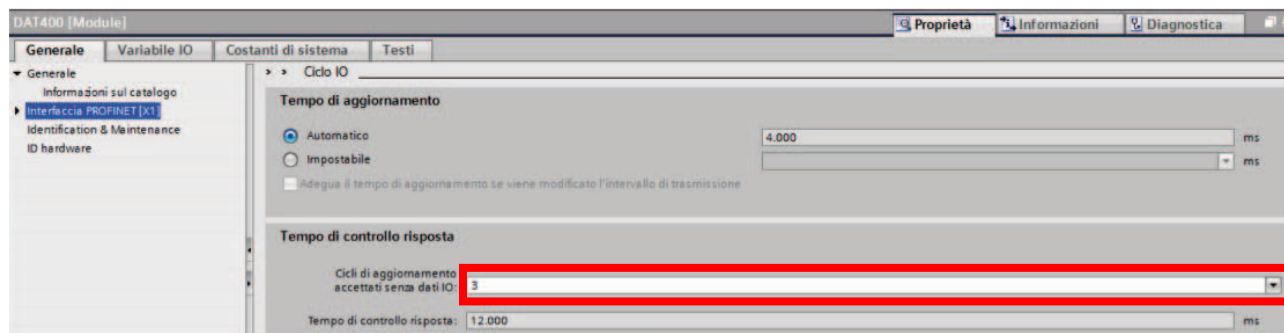 DAT400 [Module]
Proprietà
Informazioni
Diagnostica
Generale
Variabile IO
Costanti di sistema
Testi
Generale
Informazioni sul catalogo
Interfaccia PROFINET [X1]
Identification & Maintenance
ID hardware
> > Ciclo IO
Tempo di aggiornamento
Automatico
4.000 ms
Impostabile
ms
Adegua il tempo di aggiornamento se viene modificato l'intervallo di trasmissione
Tempo di controllo risposta
Cicli di aggiornamento
accettati senza dati IO: 3
Tempo di controllo risposta: 12.000 ms